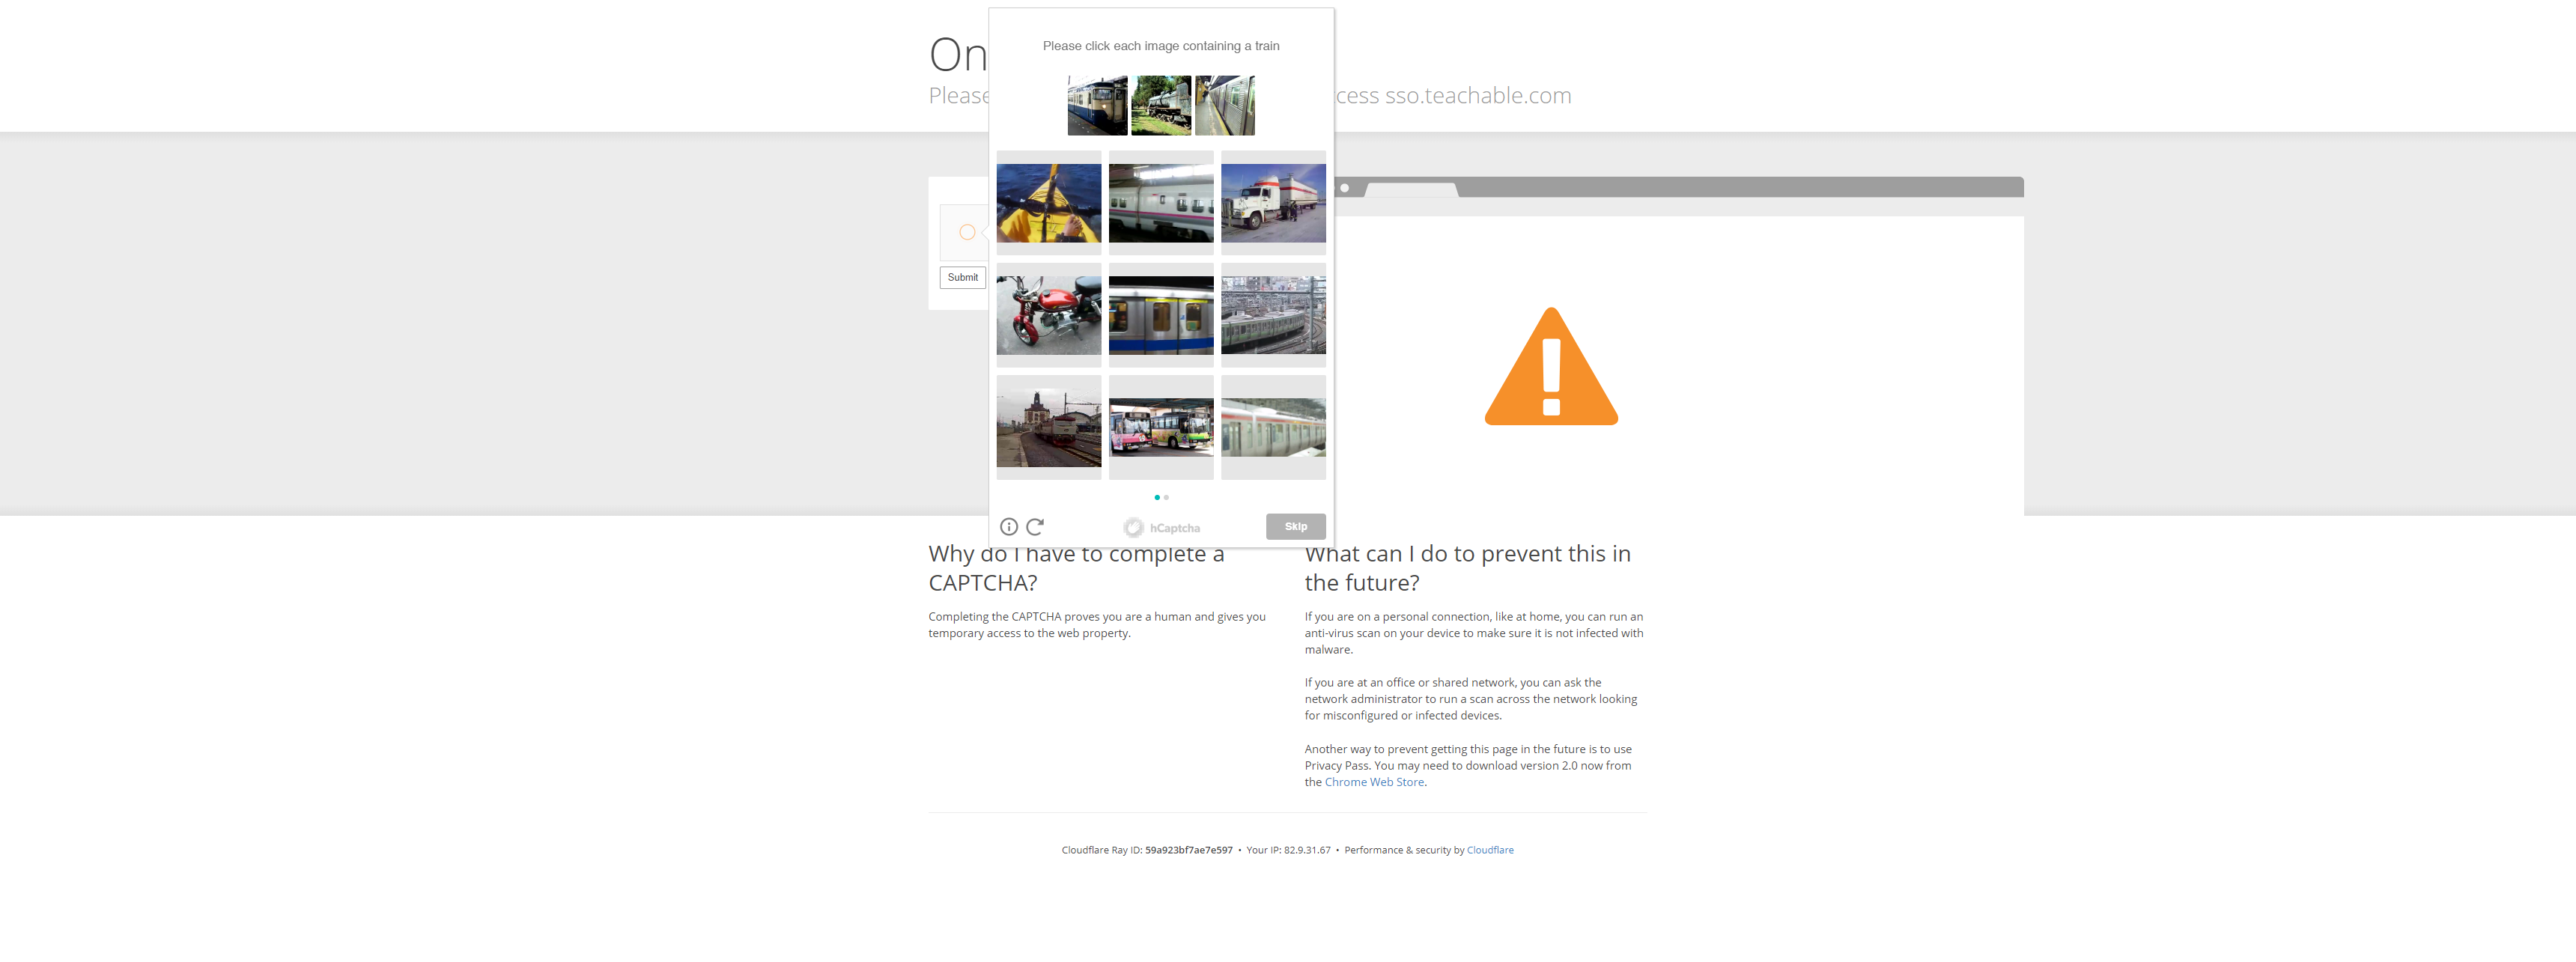 On
Please
cess sso.teachable.com
Please click each image containing a train
Submit
hCaptcha
Skip
Why do I have to complete a
CAPTCHA?
Completing the CAPTCHA proves you are a human and gives you
temporary access to the web property.
What can I do to prevent this in
the future?
If you are on a personal connection, like at home, you can run an
anti-virus scan on your device to make sure it is not infected with
malware.
If you are at an office or shared network, you can ask the
network administrator to run a scan across the network looking
for misconfigured or infected devices.
Another way to prevent getting this page in the future is to use
Privacy Pass. You may need to download version 2.0 now from
the Chrome Web Store.
Cloudflare Ray ID: 59a923bf7ae7e597 • Your IP: 82.9.31.67 • Performance & security by Cloudflare